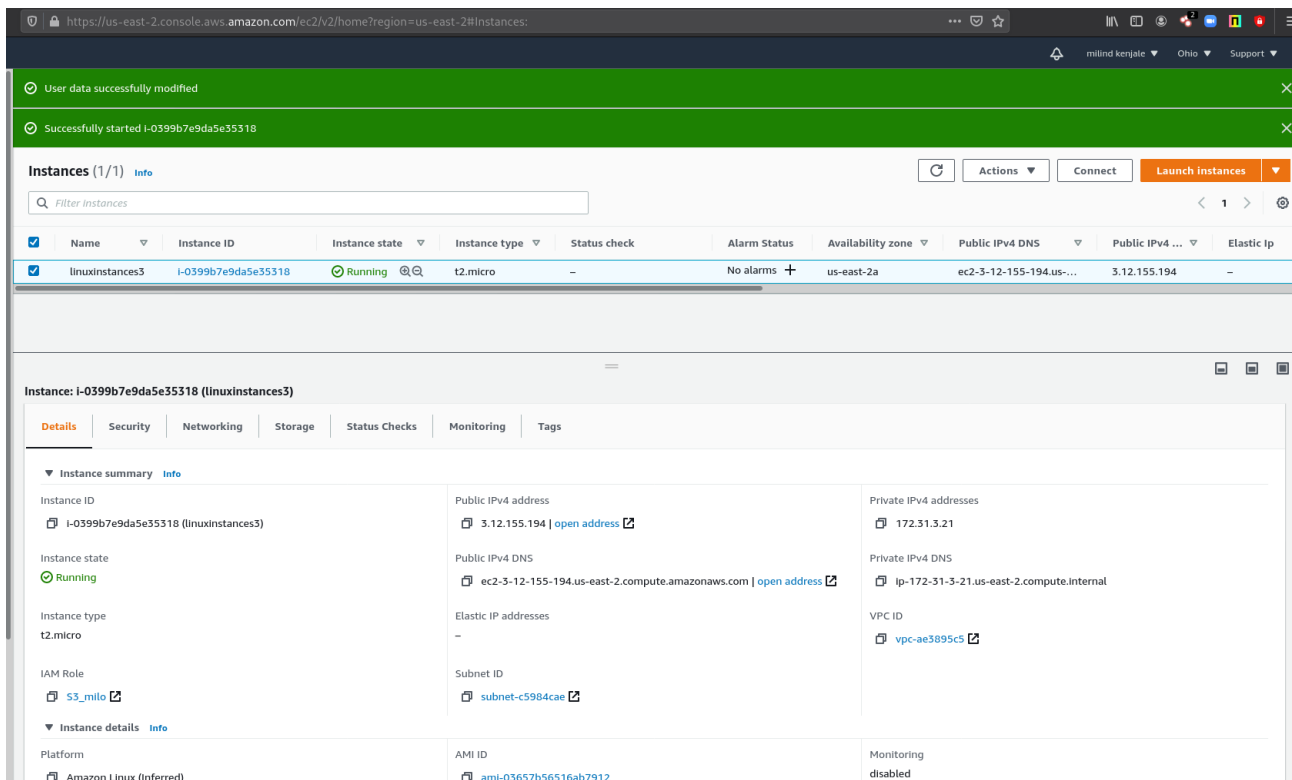 https://us-east-2.console.aws.amazon.com/ec2/v2/home?region=us-east-2#Instances:
2
milind kenjale Ohio Support
User data successfully modified
Successfully started i-0399b7e9da5e35318
Instances (1/1) Info Actions Connect Launch instances
Filter instances 1
Name Instance ID Instance state Instance type Status check Alarm Status Availability zone Public IPv4 DNS Public IPv4 ... Elastic Ip
linuxinstances3 i-0399b7e9da5e35318 Running t2.micro – No alarms + us-east-2a ec2-3-12-155-194.us-... 3.12.155.194 –
Instance: i-0399b7e9da5e35318 (linuxinstances3)
Details Security Networking Storage Status Checks Monitoring Tags
Instance summary Info
Instance ID Public IPv4 address Private IPv4 addresses
i-0399b7e9da5e35318 (linuxinstances3) 3.12.155.194 | open address 172.31.3.21
Instance state Public IPv4 DNS Private IPv4 DNS
Running ec2-3-12-155-194.us-east-2.compute.amazonaws.com | open address ip-172-31-3-21.us-east-2.compute.internal
Instance type Elastic IP addresses VPC ID
t2.micro – vpc-ae3895c5
IAM Role Subnet ID
S3_milo subnet-c5984cae
Instance details Info
Platform AMI ID Monitoring
Amazon Linux (Inferred) ami-03657b56516ab7912 disabled